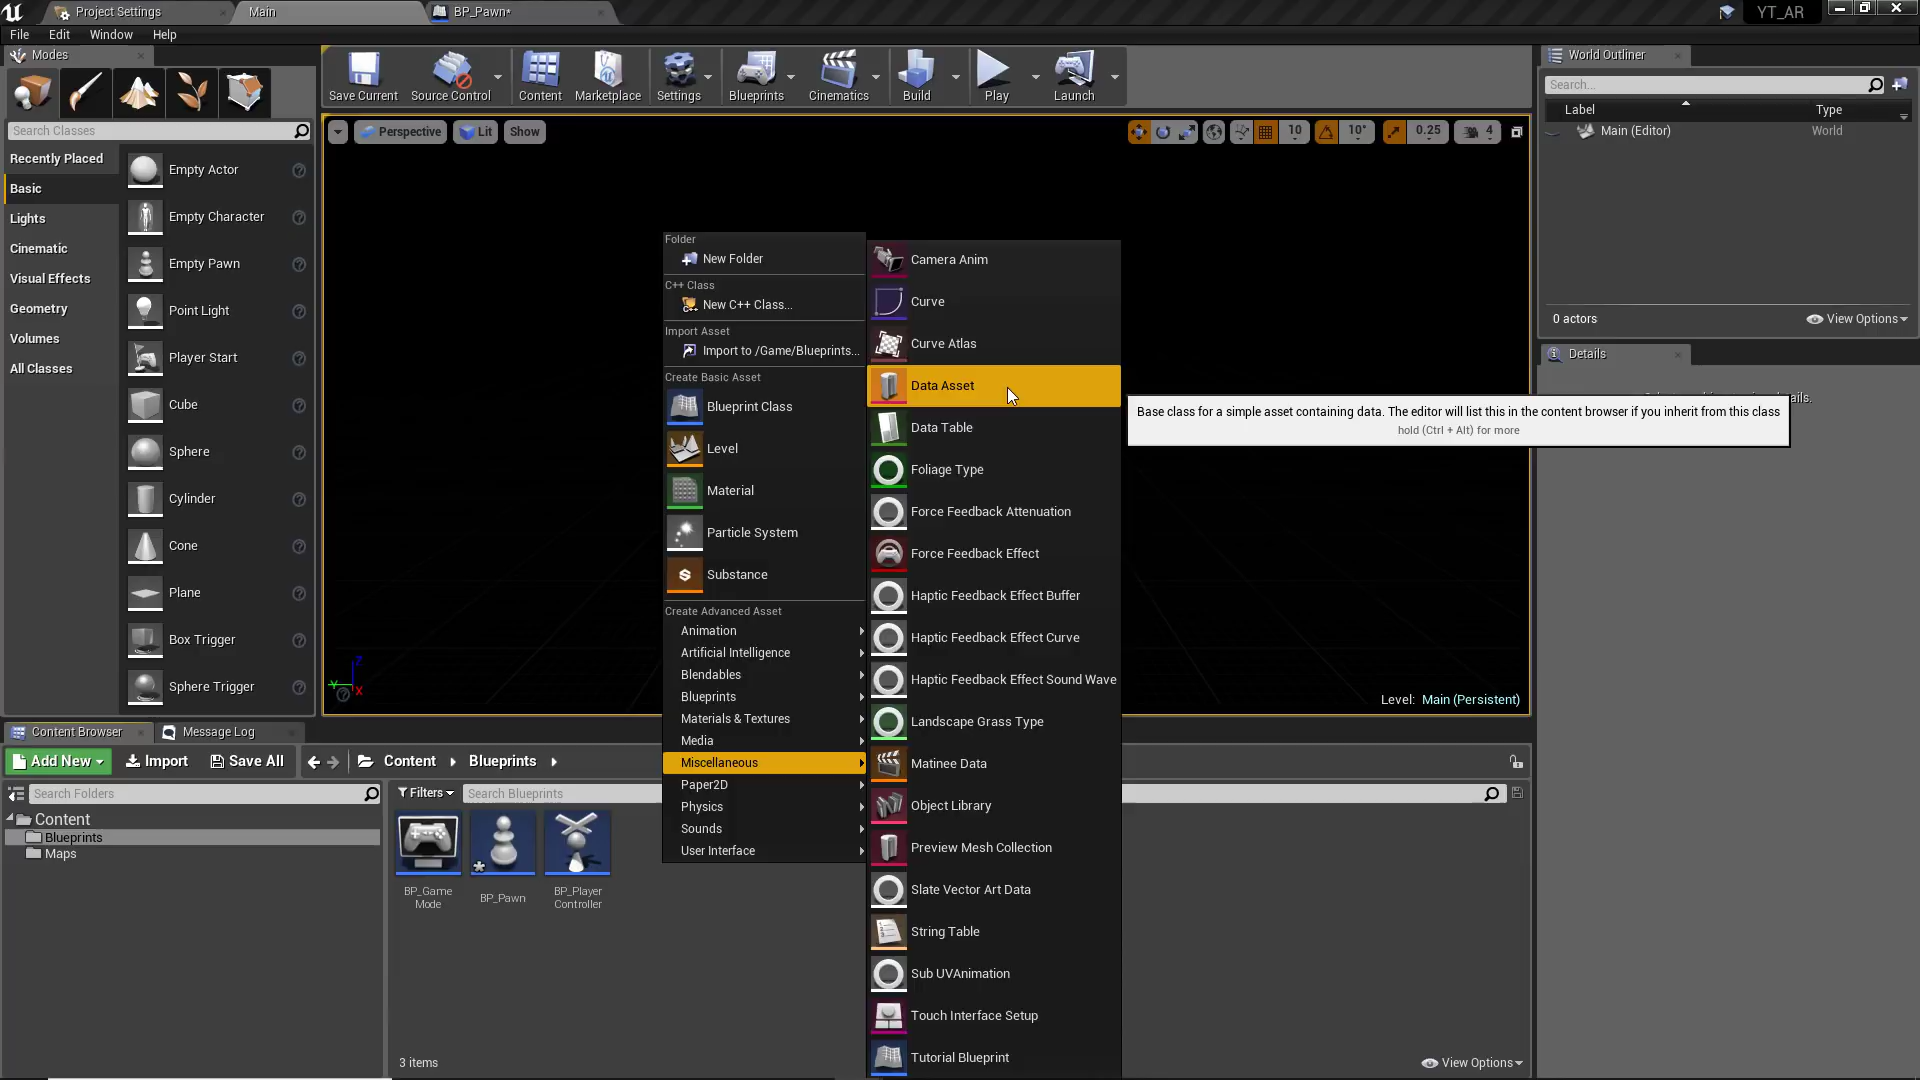 Project Settings
Main
BP_Pawn*
YT_AR
File
Edit
Window
Help
Modes
Search Classes
Recently Placed
Basic
Lights
Cinematic
Visual Effects
Geometry
Volumes
All Classes
Empty Actor
Empty Character
Empty Pawn
Point Light
Player Start
Cube
Sphere
Cylinder
Cone
Plane
Box Trigger
Sphere Trigger
Save Current
Source Control
Content
Marketplace
Settings
Blueprints
Cinematics
Build
Play
Launch
Perspective
Lit
Show
10
10°
0.25
4
Folder
New Folder
C++ Class
New C++ Class...
Import Asset
Import to /Game/Blueprints...
Create Basic Asset
Blueprint Class
Level
Material
Particle System
Substance
Create Advanced Asset
Animation
Artificial Intelligence
Blendables
Blueprints
Materials & Textures
Media
Miscellaneous
Paper2D
Physics
Sounds
User Interface
Camera Anim
Curve
Curve Atlas
Data Asset
Data Table
Foliage Type
Force Feedback Attenuation
Force Feedback Effect
Haptic Feedback Effect Buffer
Haptic Feedback Effect Curve
Haptic Feedback Effect Sound Wave
Landscape Grass Type
Matinee Data
Object Library
Preview Mesh Collection
Slate Vector Art Data
String Table
Sub UVAnimation
Touch Interface Setup
Tutorial Blueprint
Base class for a simple asset containing data. The editor will list this in the content browser if you inherit from this class
hold (Ctrl + Alt) for more
Z
Y
X
Level: Main (Persistent)
World Outliner
Search...
Label
Type
Main (Editor)
World
0 actors
View Options
Details
details.
Content Browser
Message Log
Add New
Import
Save All
Content
Blueprints
Search Folders
Filters
Search Blueprints
Content
Blueprints
Maps
BP_Game
Mode
BP_Pawn
BP_Player
Controller
3 items
View Options